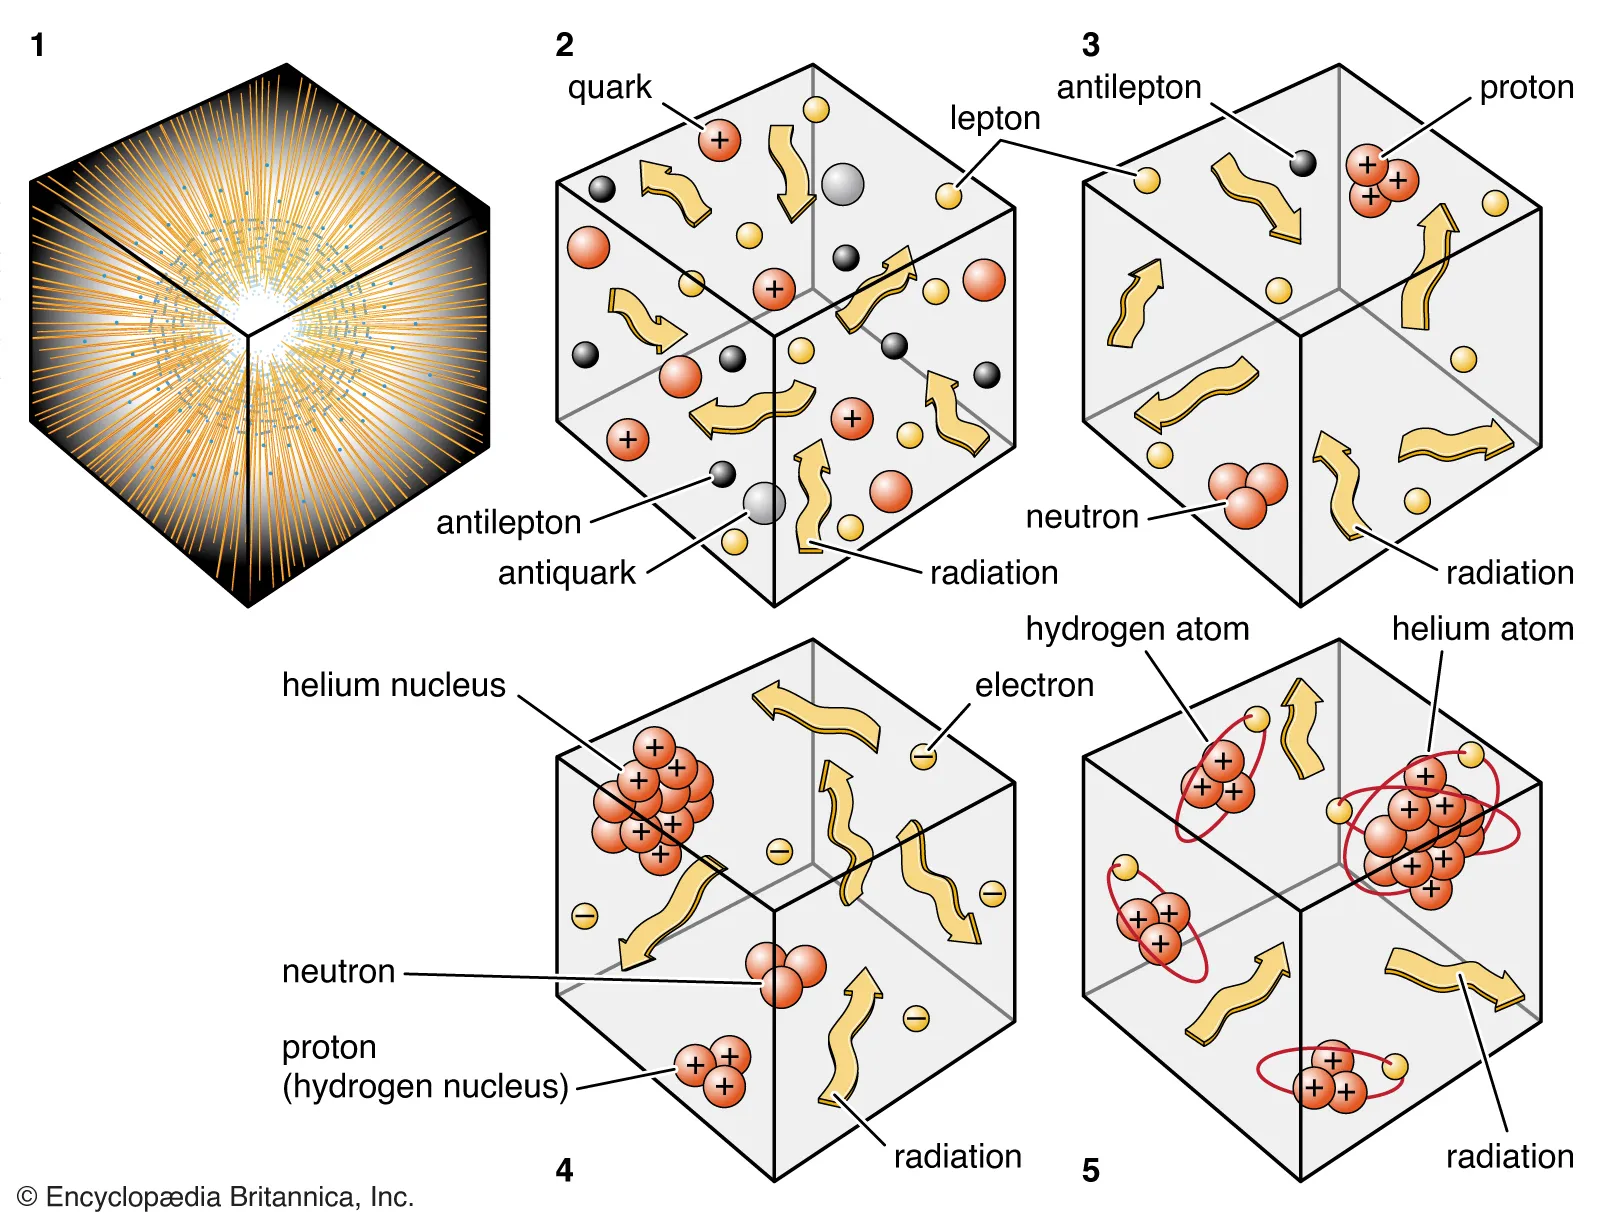 1
2
3
quark
antilepton
proton
lepton
antilepton
antiquark
radiation
neutron
radiation
hydrogen atom
helium atom
helium nucleus
electron
neutron
proton
(hydrogen nucleus)
radiation
radiation
4
5
© Encyclopædia Britannica, Inc.